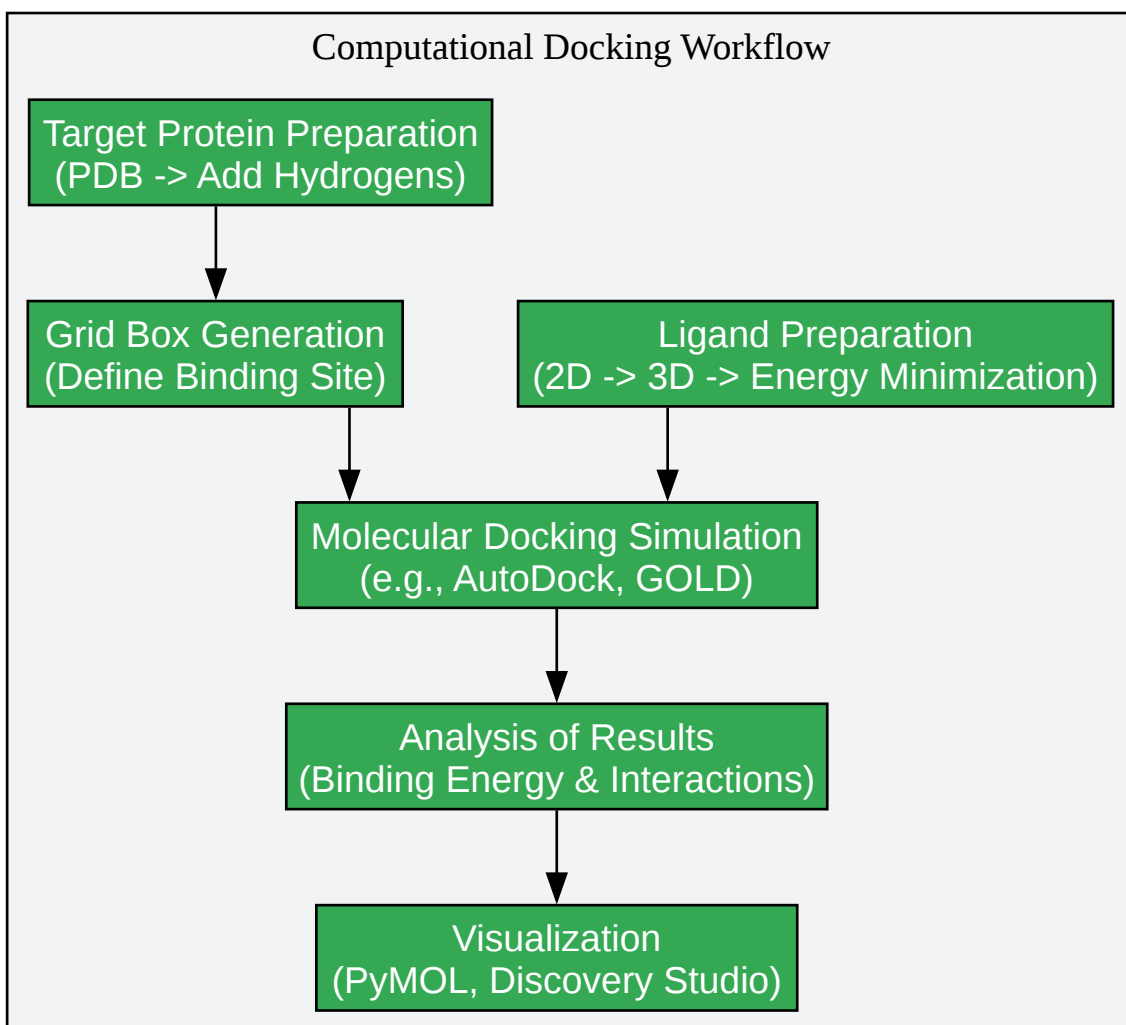 Computational Docking Workflow
Target Protein Preparation
(PDB -> Add Hydrogens)
Grid Box Generation
(Define Binding Site)
Ligand Preparation
(2D -> 3D -> Energy Minimization)
Molecular Docking Simulation
(e.g., AutoDock, GOLD)
Analysis of Results
(Binding Energy & Interactions)
Visualization
(PyMOL, Discovery Studio)